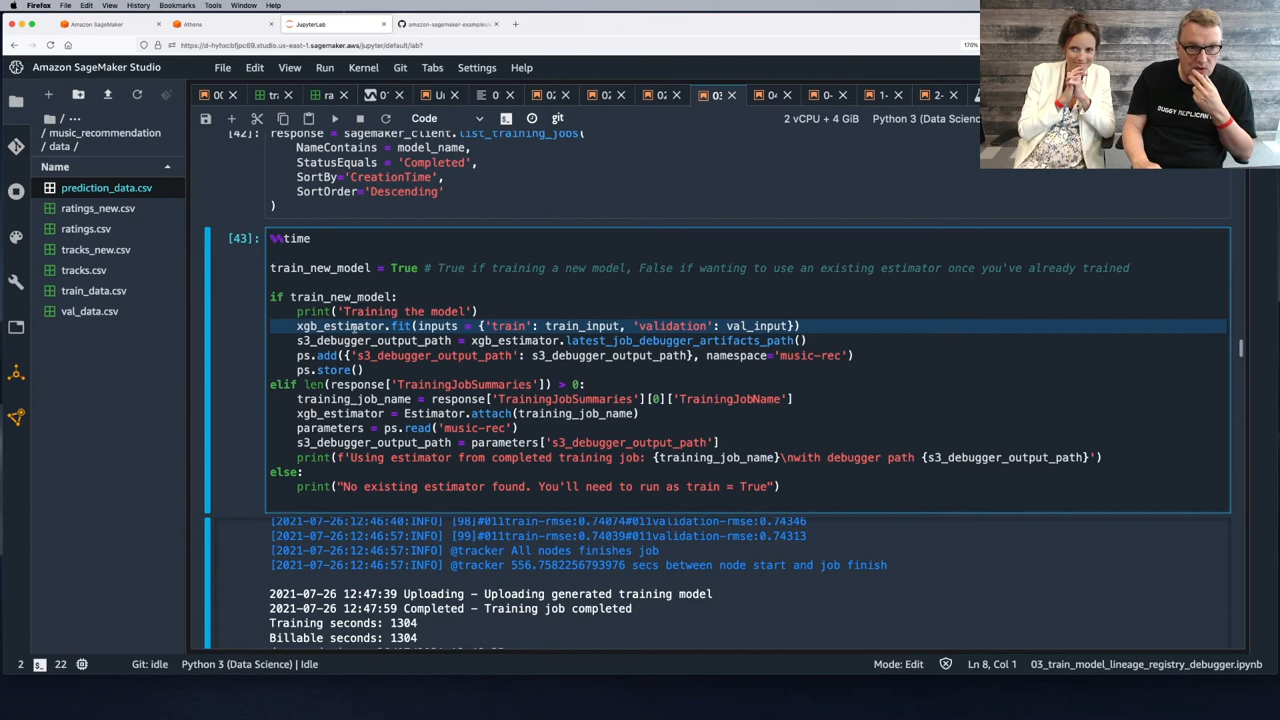 Firefox File Edit View History Bookmarks Tools Window Help
Amazon SageMaker
Athena
JupyterLab
amazon-sagemaker-examples
https://d-hyhxcbfjpc69.studio.us-east-1.sagemaker.aws/jupyter/default/lab?
170%
Amazon SageMaker Studio
File Edit View Run Kernel Git Tabs Settings Help
Code
git
2 vCPU + 4 GiB
Python 3 (Data Science)
/ … /
/ music_recommendation
/ data /
Name
prediction_data.csv
ratings_new.csv
ratings.csv
tracks_new.csv
tracks.csv
train_data.csv
val_data.csv
BUGGY REPLICANT
[42]: response = sagemaker_client.list_training_jobs(
NameContains = model_name,
StatusEquals = 'Completed',
SortBy='CreationTime',
SortOrder='Descending'
)
[43]: %%time
train_new_model = True # True if training a new model, False if wanting to use an existing estimator once you've already trained
if train_new_model:
print('Training the model')
xgb_estimator.fit(inputs = {'train': train_input, 'validation': val_input})
s3_debugger_output_path = xgb_estimator.latest_job_debugger_artifacts_path()
ps.add({'s3_debugger_output_path': s3_debugger_output_path}, namespace='music-rec')
ps.store()
elif len(response['TrainingJobSummaries']) > 0:
training_job_name = response['TrainingJobSummaries'][0]['TrainingJobName']
xgb_estimator = Estimator.attach(training_job_name)
parameters = ps.read('music-rec')
s3_debugger_output_path = parameters['s3_debugger_output_path']
print(f'Using estimator from completed training job: {training_job_name}\nwith debugger path {s3_debugger_output_path}')
else:
print("No existing estimator found. You'll need to run as train = True")
[2021-07-26:12:46:40:INFO] [98]#011train-rmse:0.74074#011validation-rmse:0.74346
[2021-07-26:12:46:57:INFO] [99]#011train-rmse:0.74039#011validation-rmse:0.74313
[2021-07-26:12:46:57:INFO] @tracker All nodes finishes job
[2021-07-26:12:46:57:INFO] @tracker 556.7582256793976 secs between node start and job finish
2021-07-26 12:47:39 Uploading - Uploading generated training model
2021-07-26 12:47:59 Completed - Training job completed
Training seconds: 1304
Billable seconds: 1304
2 22 Git: idle Python 3 (Data Science) | Idle Mode: Edit Ln 8, Col 1 03_train_model_lineage_registry_debugger.ipynb